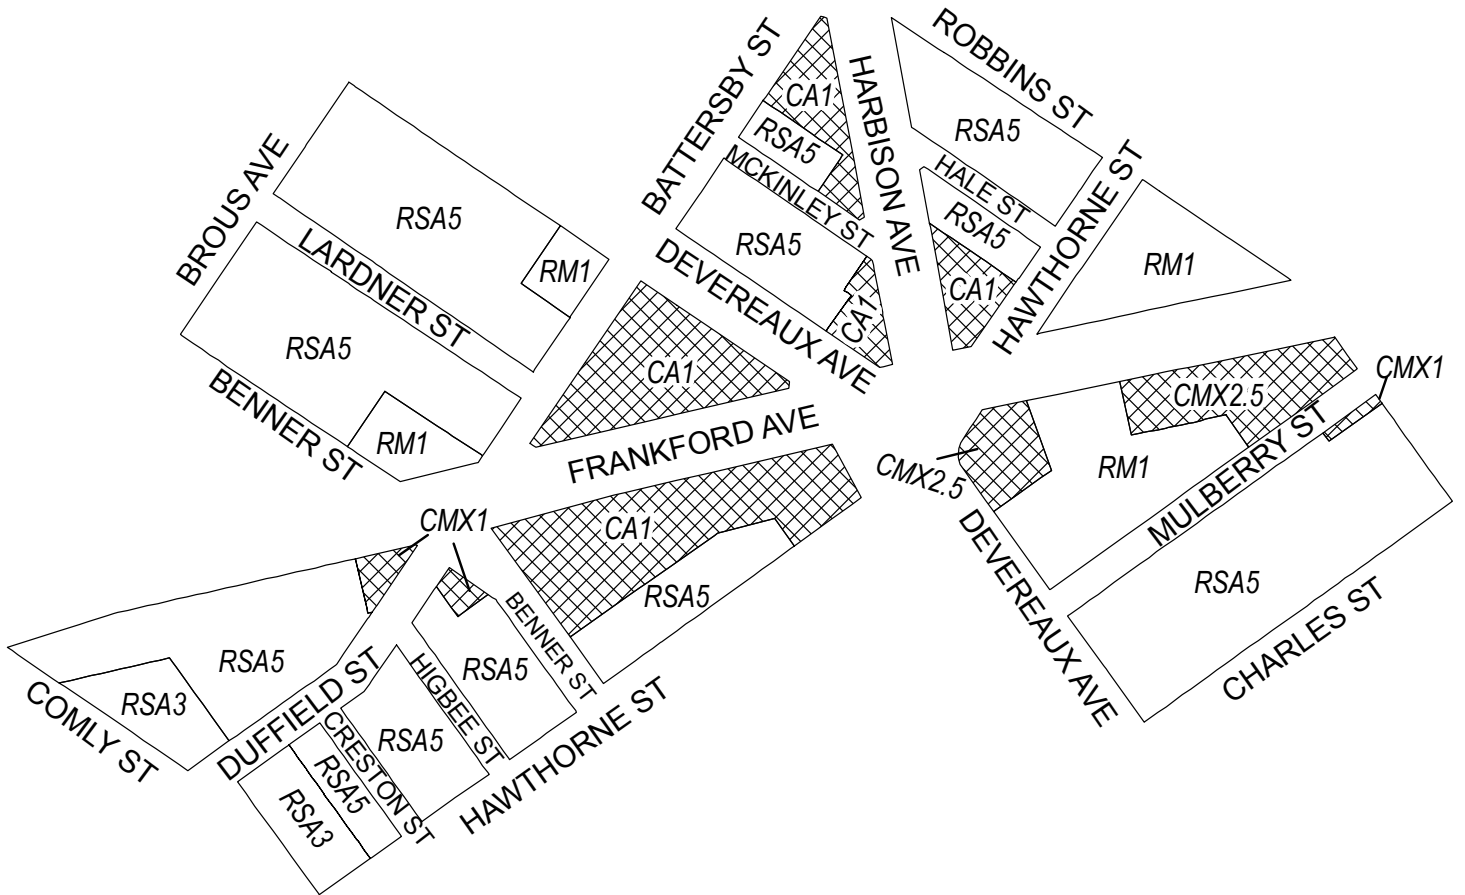 ROBBINS ST
BATTERSBY ST
HARBISON AVE
CA1
RSA5
RSA5
MCKINLEY ST
HALE ST
HAWTHORNE ST
BROUS AVE
RSA5
RSA5
RSA5
RM1
LARDNER ST
RM1
DEVEREAUX AVE
CA1
CA1
RSA5
CA1
BENNER ST
RM1
CMX1
CMX2.5
FRANKFORD AVE
CMX2.5
RM1
MULBERRY ST
CMX1
CA1
DEVEREAUX AVE
RSA5
RSA5
CHARLES ST
BENNER ST
RSA5
RSA5
RSA3
COMLY ST
DUFFIELD ST
HIGBEE ST
HAWTHORNE ST
CRESTON ST
RSA5
RSA5
RSA3